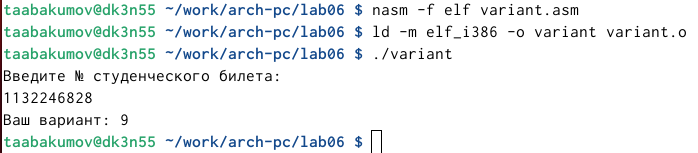 taabakumov@dk3n55 ~/work/arch-pc/lab06 $ nasm -f elf variant.asm
taabakumov@dk3n55 ~/work/arch-pc/lab06 $ ld -m elf_i386 -o variant variant.o
taabakumov@dk3n55 ~/work/arch-pc/lab06 $ ./variant
Введите № студенческого билета:
1132246828
Ваш вариант: 9
taabakumov@dk3n55 ~/work/arch-pc/lab06 $